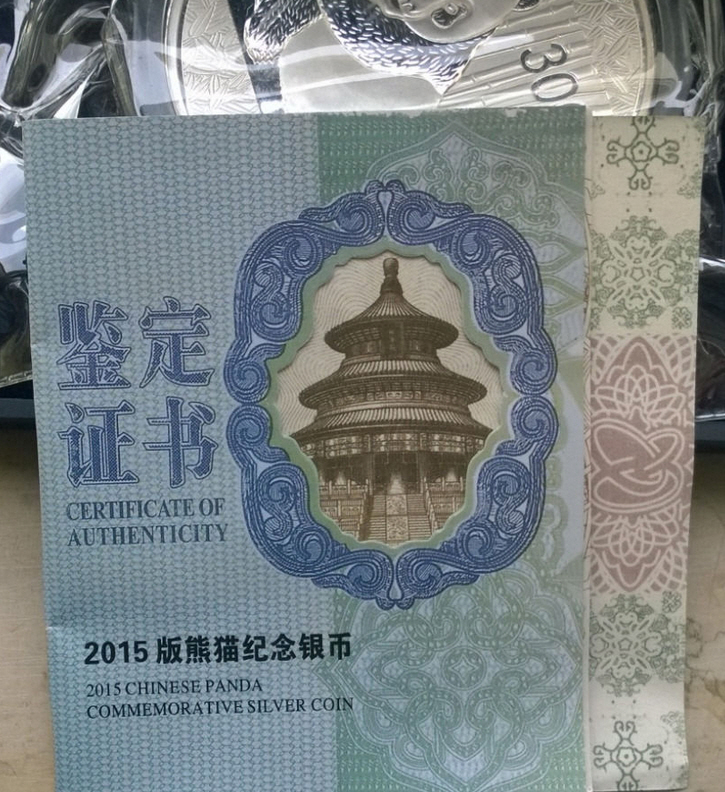 30
鉴定
证书
CERTIFICATE OF
AUTHENTICITY
2015 版熊猫纪念银币
2015 CHINESE PANDA
COMMEMORATIVE SILVER COIN